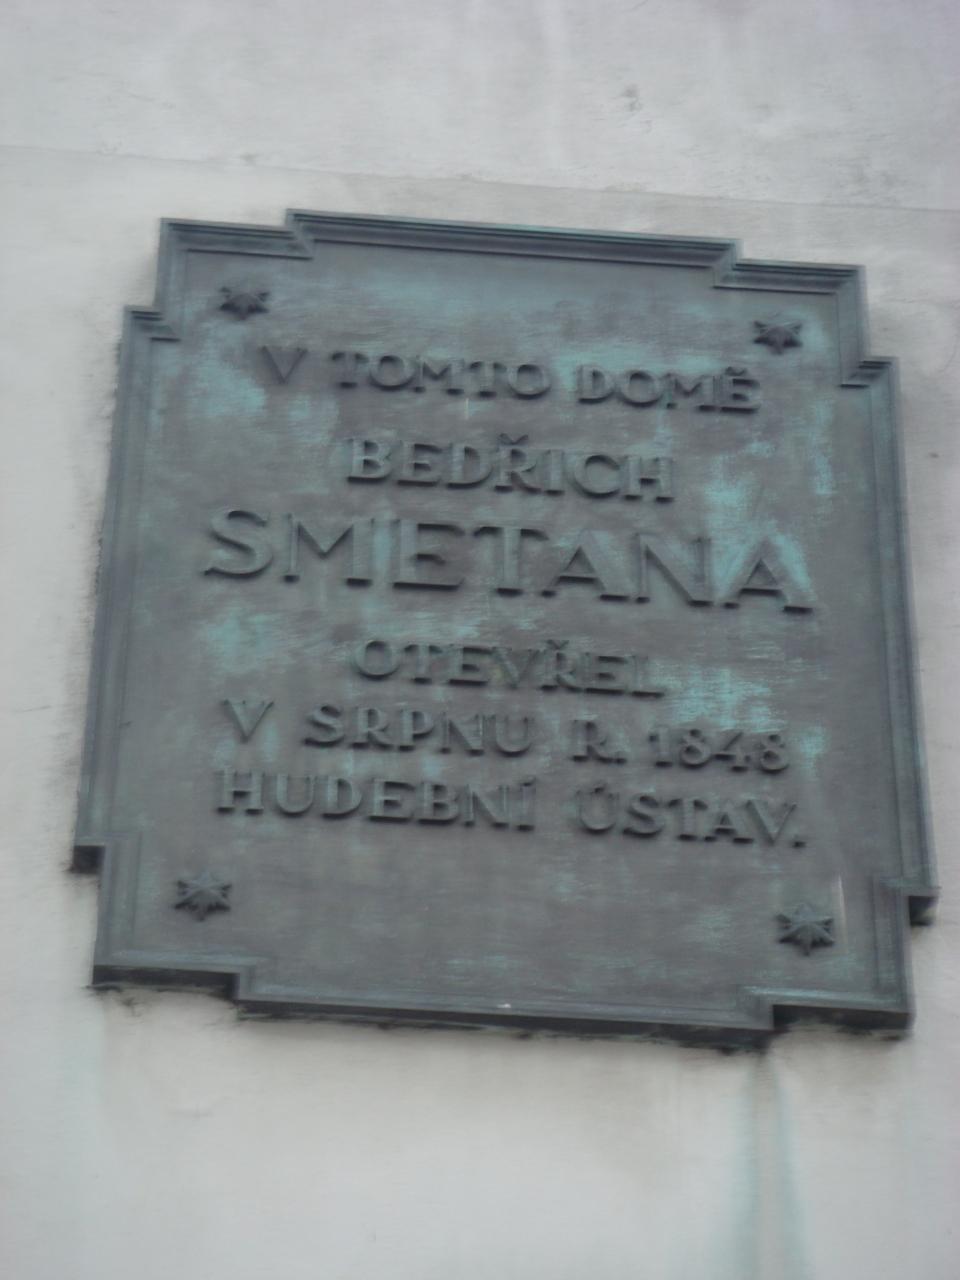 V TOMTO DOMĚ
BEDŘICH
SMETANA
OTEVŘEL
V SRPNU R. 1848
HUDEBNÍ ÚSTAV.